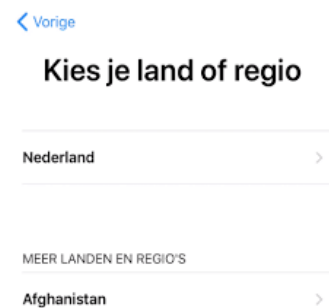 Vorige
Kies je land of regio
Nederland
MEER LANDEN EN REGIO'S
Afghanistan